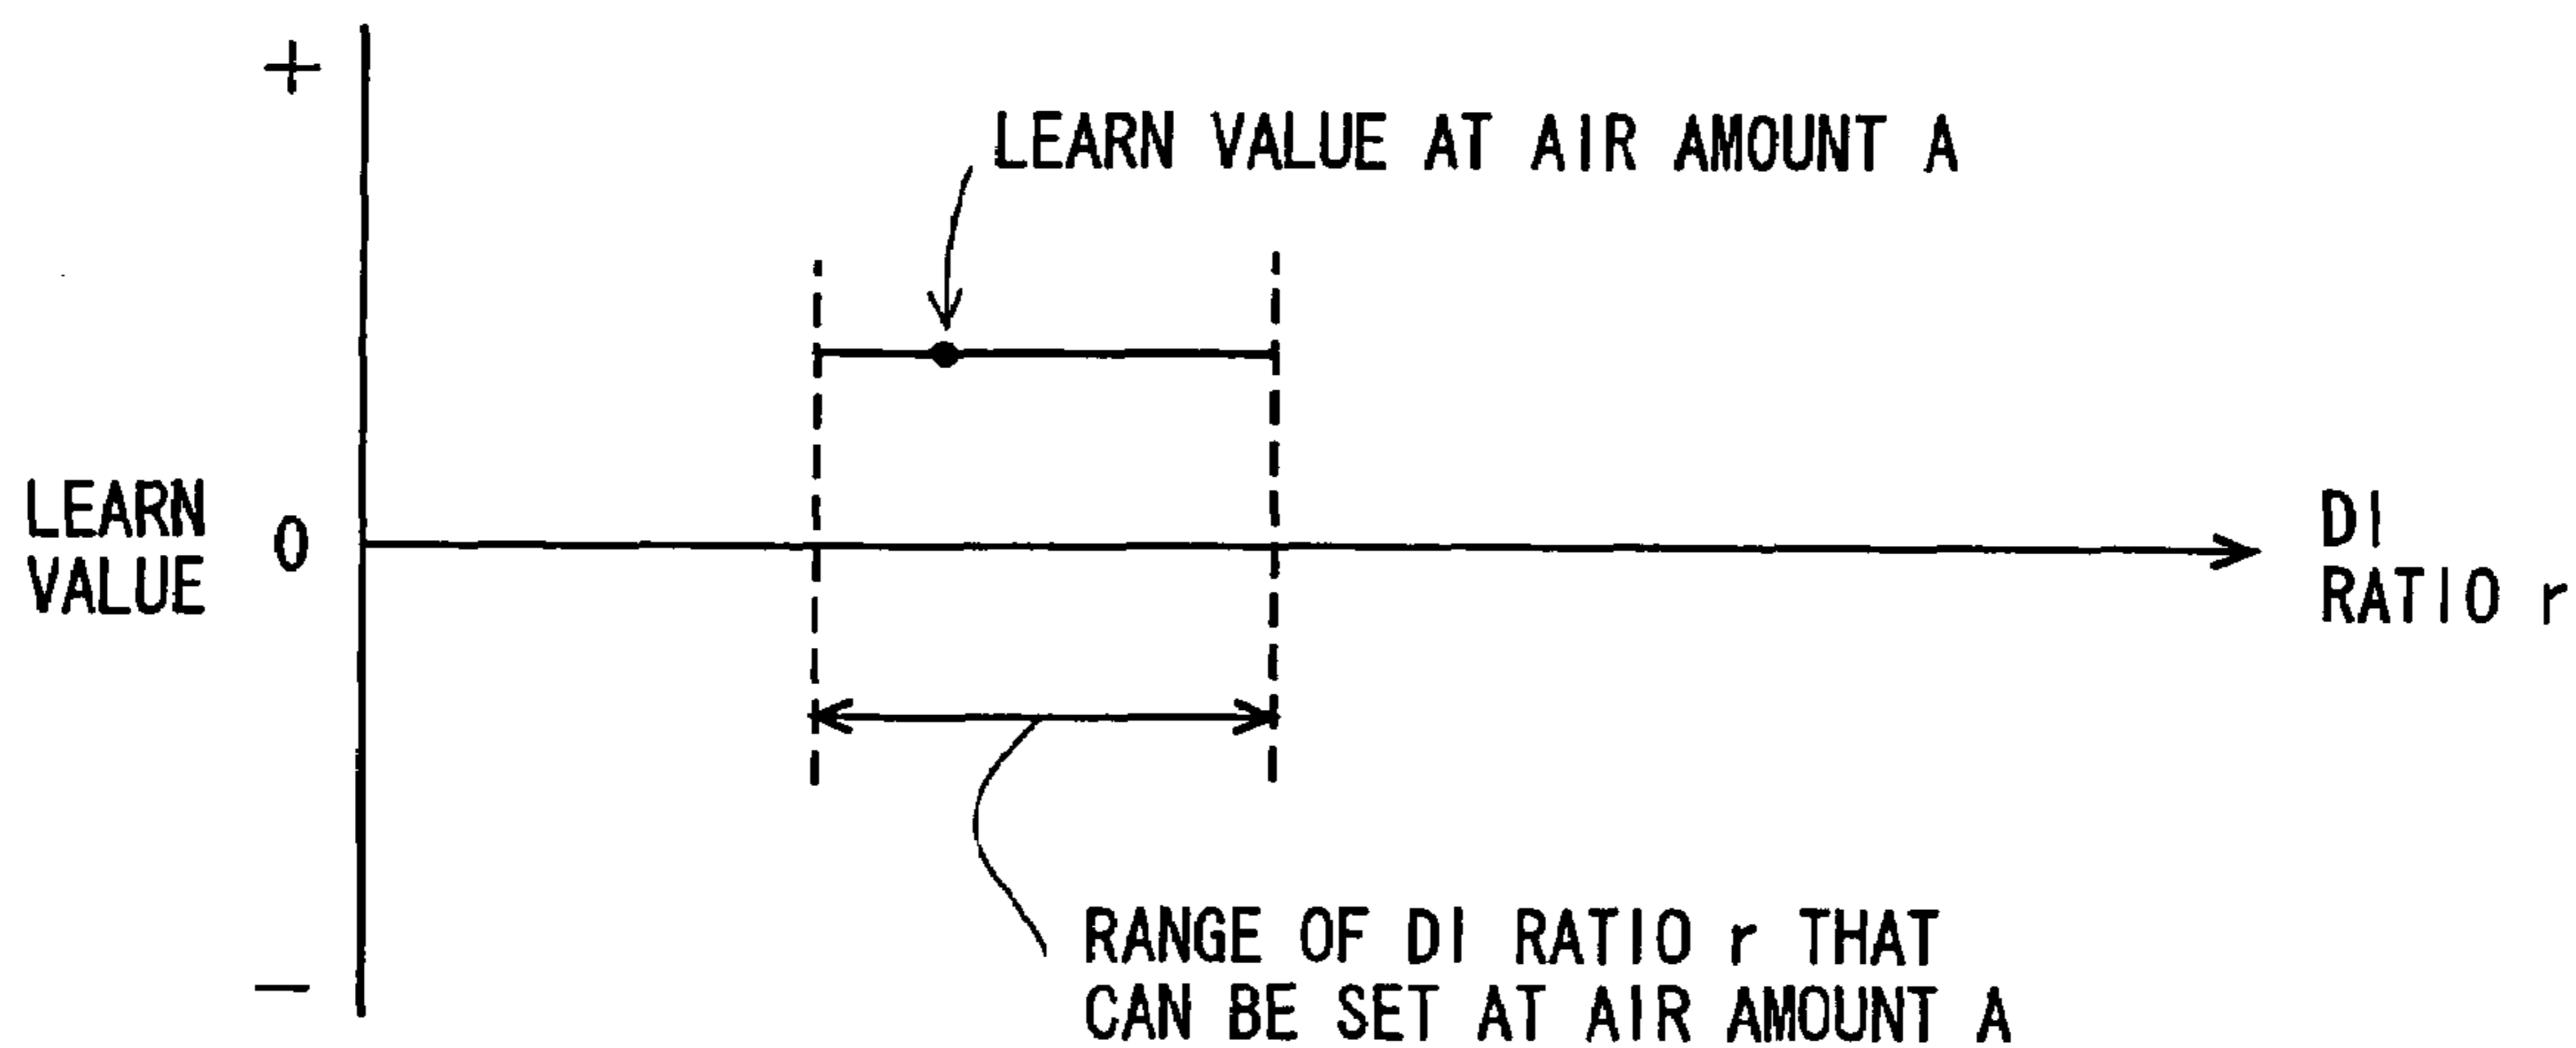 +
LEARN VALUE AT AIR AMOUNT A
LEARN
VALUE
0
DI
RATIO r
−
RANGE OF DI RATIO r THAT
CAN BE SET AT AIR AMOUNT A